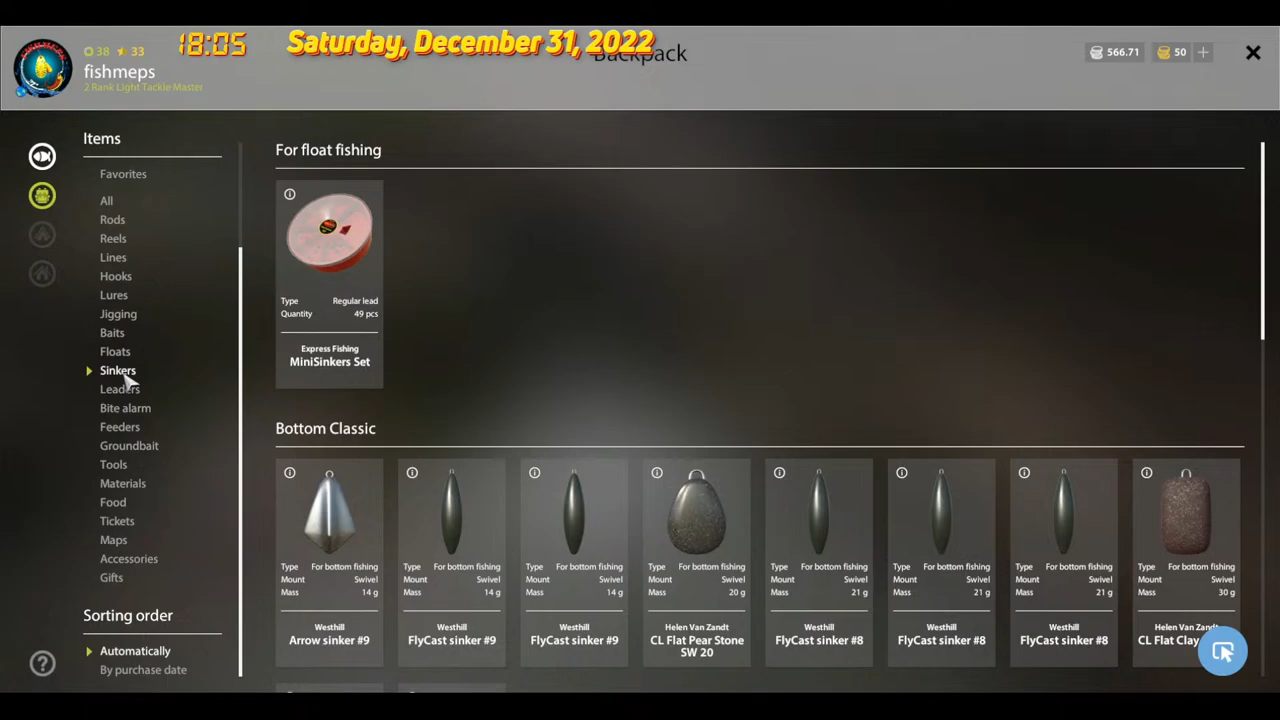 38 33
18:05
Saturday, December 31, 2022
Backpack
566.71
50 +
fishmeps
2 Rank Light Tackle Master
Items
Favorites
All
Rods
Reels
Lines
Hooks
Lures
Jigging
Baits
Floats
Sinkers
Leaders
Bite alarm
Feeders
Groundbait
Tools
Materials
Food
Tickets
Maps
Accessories
Gifts
Sorting order
Automatically
By purchase date
For float fishing
Type Regular lead
Quantity 49 pcs
Express Fishing
MiniSinkers Set
Bottom Classic
Type For bottom fishing
Mount Swivel
Mass 14 g
Westhill
Arrow sinker #9
Type For bottom fishing
Mount Swivel
Mass 14 g
Westhill
FlyCast sinker #9
Type For bottom fishing
Mount Swivel
Mass 14 g
Westhill
FlyCast sinker #9
Type For bottom fishing
Mount Swivel
Mass 20 g
Helen Van Zandt
CL Flat Pear Stone
SW 20
Type For bottom fishing
Mount Swivel
Mass 21 g
Westhill
FlyCast sinker #8
Type For bottom fishing
Mount Swivel
Mass 21 g
Westhill
FlyCast sinker #8
Type For bottom fishing
Mount Swivel
Mass 21 g
Westhill
FlyCast sinker #8
Type For bottom fishing
Mount Swivel
Mass 30 g
Helen Van Zandt
CL Flat Clay